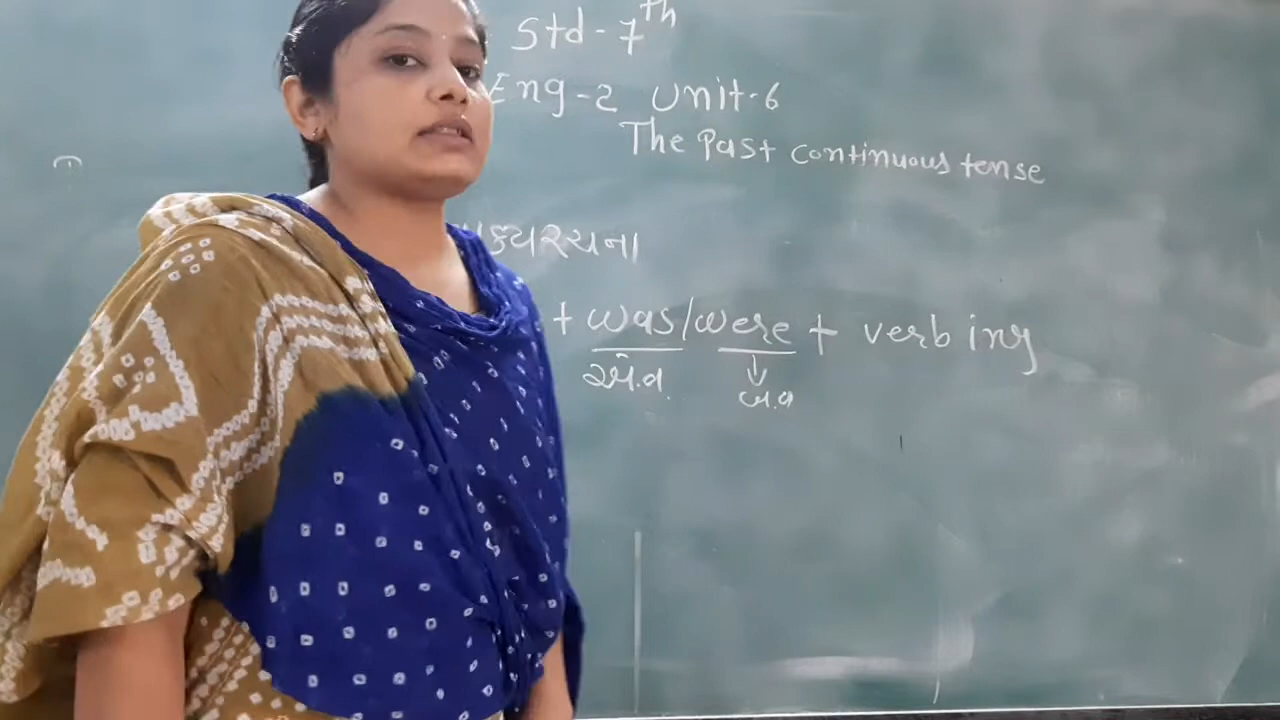 Std-7th
Eng-2 Unit-6
The Past continuous tense
ક્યરચના
+ was/were + verb ing
એ.વ.
↓
બ.વ